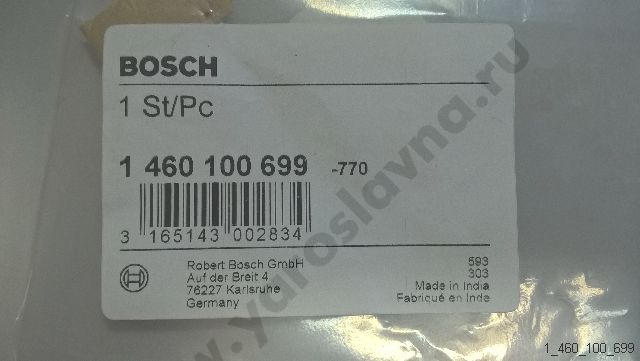 BOSCH
1 St/Pc
1 460 100 699 -770
3 165143 002834
Robert Bosch GmbH
Auf der Breit 4
76227 Karlsruhe
Germany
593
303
Made in India
Fabriqué en Inde
www.yaroslavna.ru
1_460_100_699